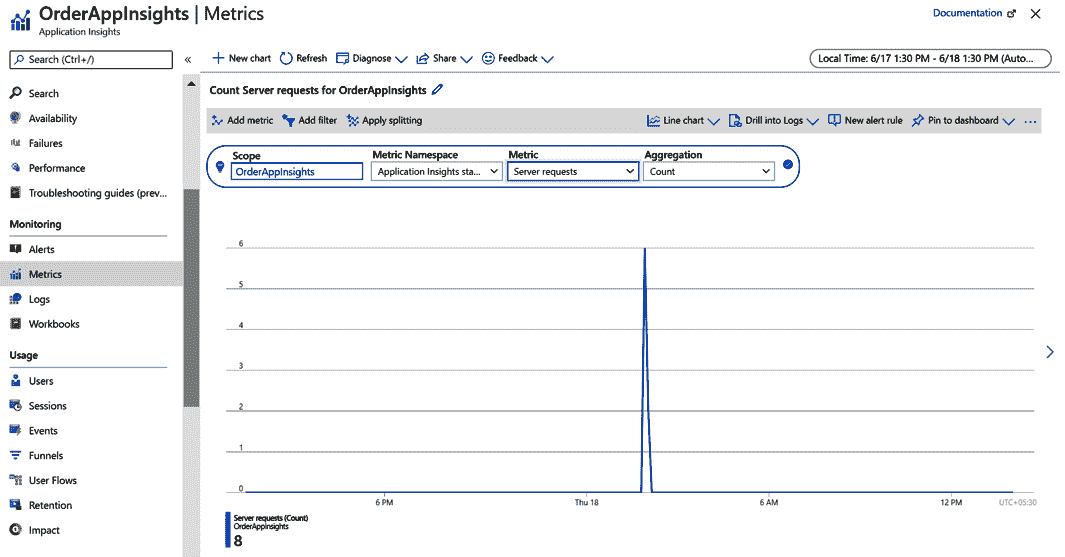 OrderAppInsights | Metrics
Application Insights
Documentation
Search (Ctrl+/)
«
New chart
Refresh
Diagnose
Share
Feedback
Local Time: 6/17 1:30 PM - 6/18 1:30 PM (Auto...
Search
Availability
Failures
Performance
Troubleshooting guides (prev...
Monitoring
Alerts
Metrics
Logs
Workbooks
Usage
Users
Sessions
Events
Funnels
User Flows
Retention
Impact
Count Server requests for OrderAppInsights
Add metric
Add filter
Apply splitting
Line chart
Drill into Logs
New alert rule
Pin to dashboard
...
Scope
OrderAppInsights
Metric Namespace
Application Insights sta...
Metric
Server requests
Aggregation
Count
6
5
4
3
2
1
0
6 PM
Thu 18
6 AM
12 PM
UTC+05:30
Server requests (Count)
OrderAppInsights
8